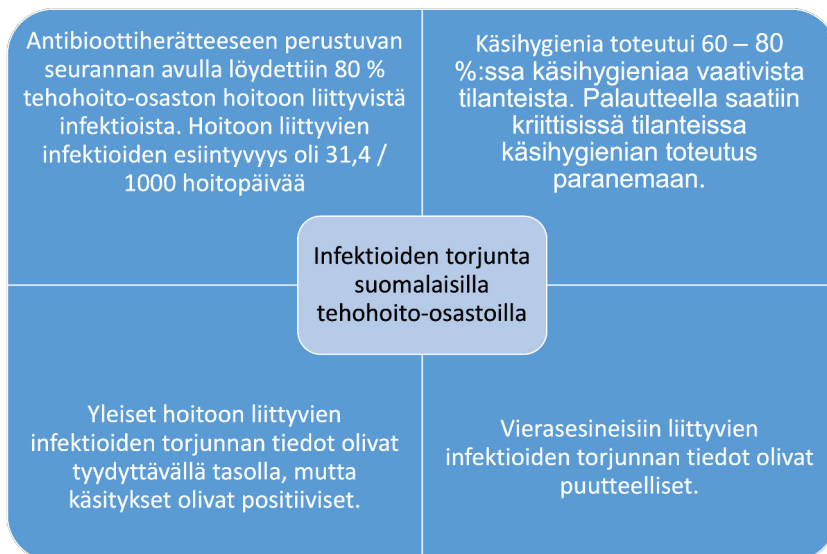 Antibioottiherätteeseen perustuvan
seurannan avulla löydettiin 80 %
tehohoito-osaston hoitoon liittyvistä
infektioista. Hoitoon liittyvien
infektioiden esiintyvyys oli 31,4 /
1000 hoitopäivää
Käsihygienia toteutui 60 – 80
%:ssa käsihygieniaa vaativista
tilanteista. Palautteella saatiin
kriittisissä tilanteissa
käsihygienian toteutus
paranemaan.
Infektioiden torjunta
suomalaisilla
tehohoito-osastoilla
Yleiset hoitoon liittyvien
infektioiden torjunnan tiedot olivat
tyydyttävällä tasolla, mutta
käsitykset olivat positiiviset.
Vierasesineisiin liittyvien
infektioiden torjunnan tiedot olivat
puutteelliset.